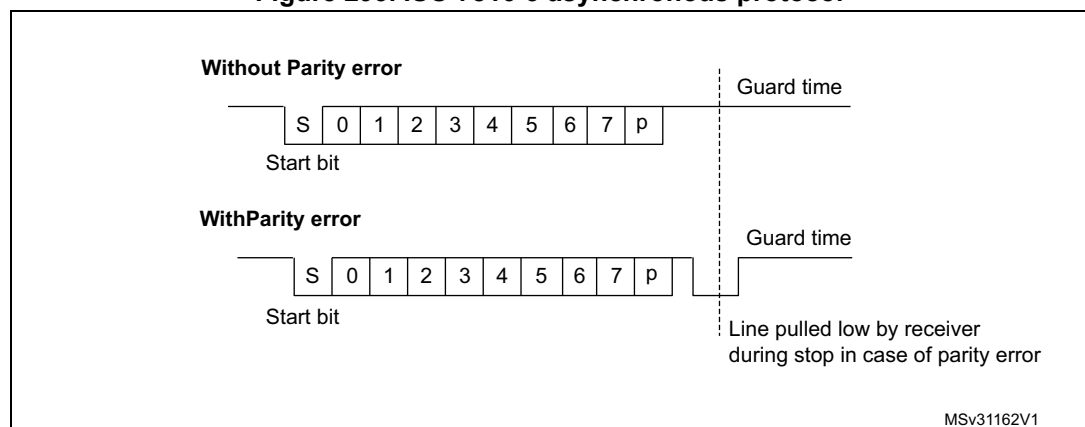 Without Parity error
Guard time
S 0 1 2 3 4 5 6 7 p
Start bit
WithParity error
Guard time
S 0 1 2 3 4 5 6 7 p
Start bit
Line pulled low by receiver
during stop in case of parity error
MSv31162V1